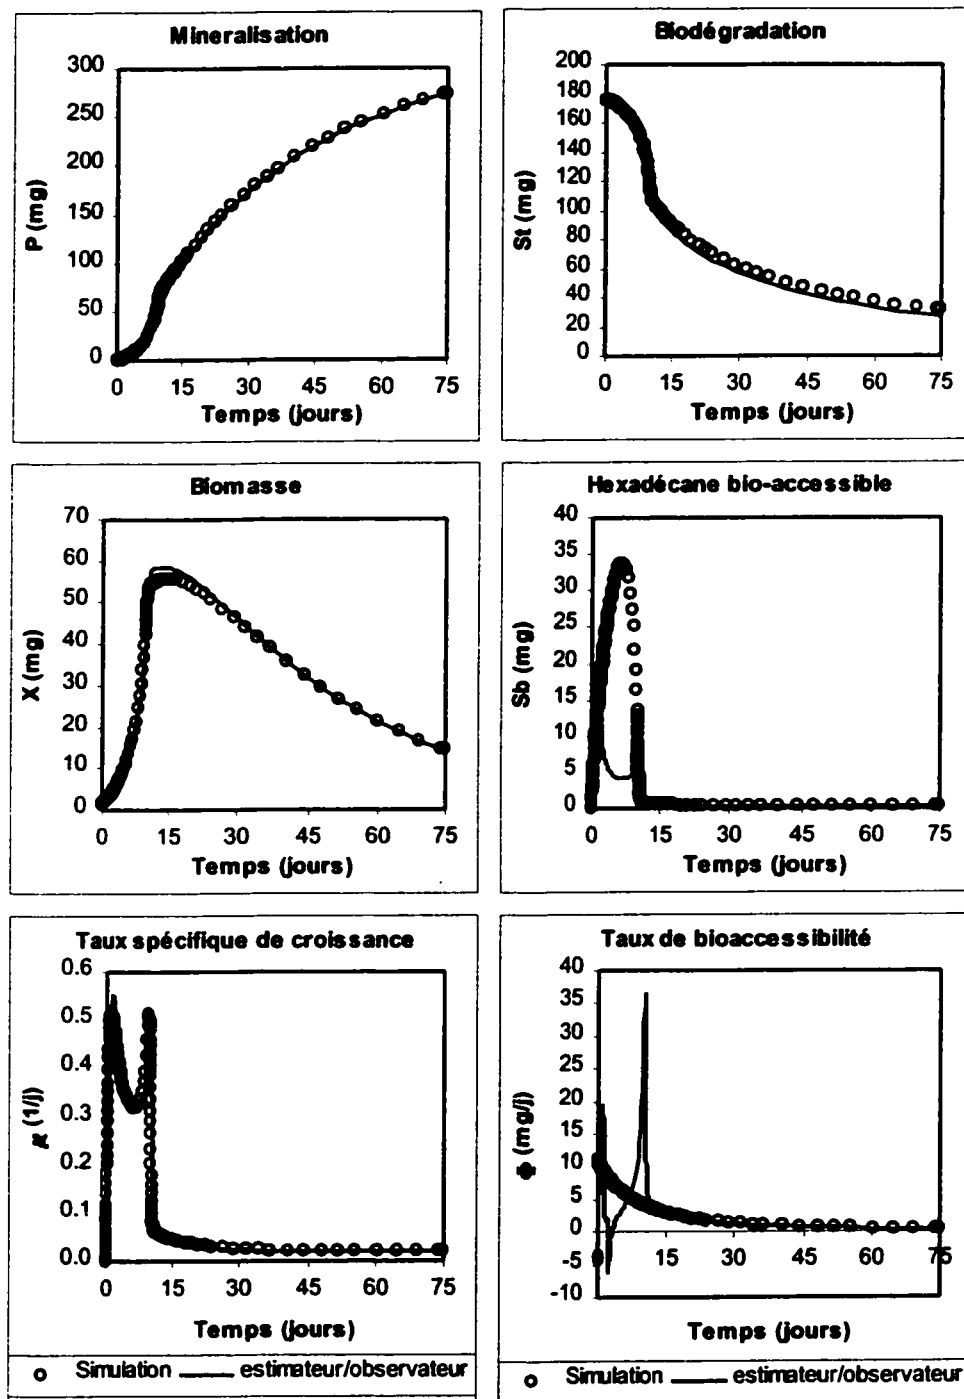 Mineralisation
300
250
200
150
100
50
0
P (mg)
0 15 30 45 60 75
Temps (jours)
Biodégradation
200
180
160
140
120
100
80
60
40
20
0
St (mg)
0 15 30 45 60 75
Temps (jours)
Biomasse
70
60
50
40
30
20
10
0
X (mg)
0 15 30 45 60 75
Temps (jours)
Hexadécane bio-accessible
40
35
30
25
20
15
10
5
0
Sb (mg)
0 15 30 45 60 75
Temps (jours)
Taux spécifique de croissance
0.6
0.5
0.4
0.3
0.2
0.1
0.0
μ (1/j)
0 15 30 45 60 75
Temps (jours)
Simulation estimateur/observateur
Taux de bioaccessibilité
40
35
30
25
20
15
10
5
0
-5
-10
Φ (mg/j)
15 30 45 60 75
Temps (jours)
Simulation estimateur/observateur